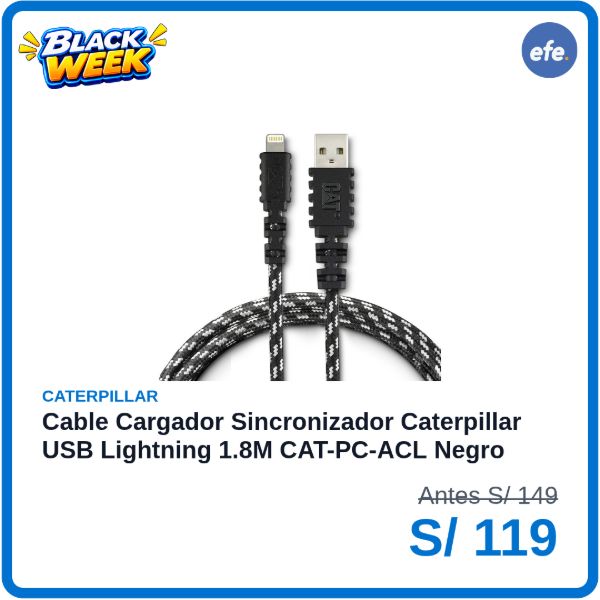 BLACK
WEEK
efe.
CAT
CATERPILLAR
Cable Cargador Sincronizador Caterpillar
USB Lightning 1.8M CAT-PC-ACL Negro
Antes S/ 149
S/ 119